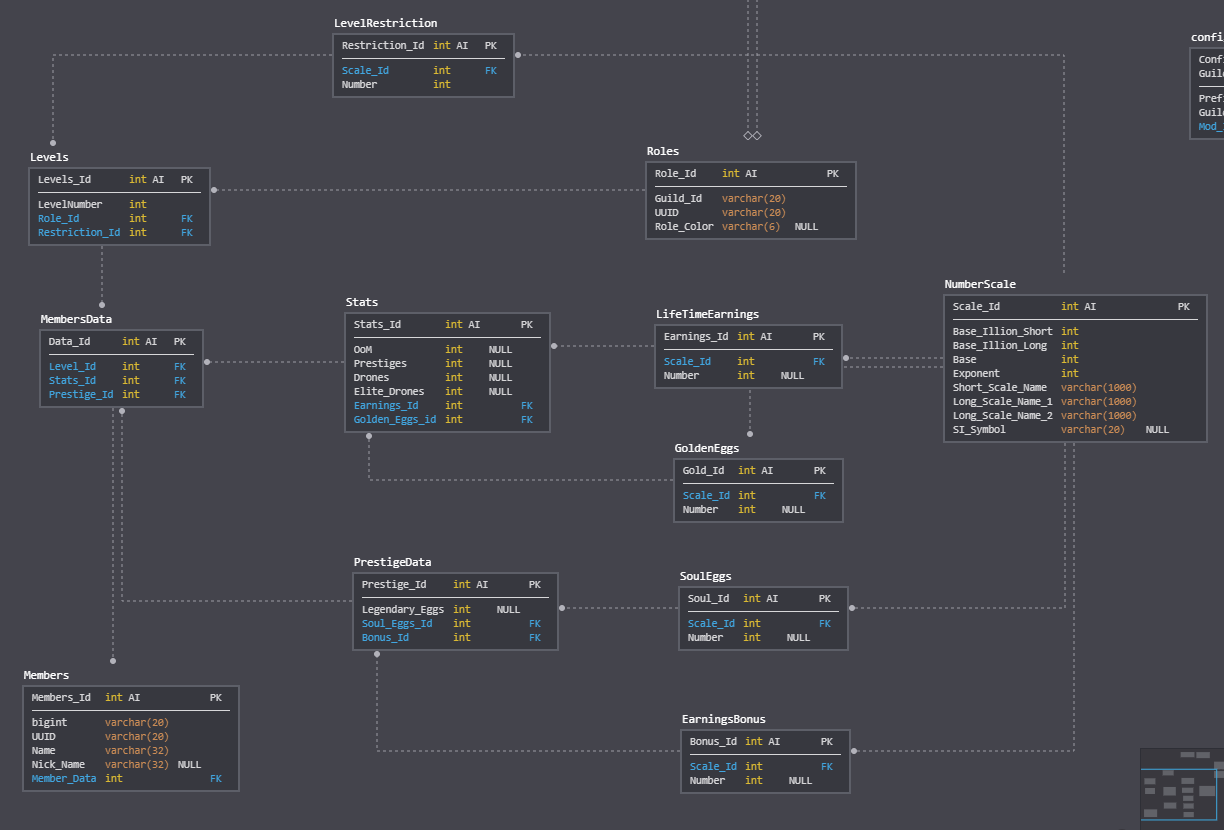 LevelRestriction
Restriction_Id int AI PK
Scale_Id int FK
Number int
Levels
Levels_Id int AI PK
LevelNumber int
Role_Id int FK
Restriction_Id int FK
Roles
Role_Id int AI PK
Guild_Id varchar(20)
UUID varchar(20)
Role_Color varchar(6) NULL
MembersData
Data_Id int AI PK
Level_Id int FK
Stats_Id int FK
Prestige_Id int FK
Stats
Stats_Id int AI PK
OoM int NULL
Prestiges int NULL
Drones int NULL
Elite_Drones int NULL
Earnings_Id int FK
Golden_Eggs_id int FK
LifeTimeEarnings
Earnings_Id int AI PK
Scale_Id int FK
Number int NULL
NumberScale
Scale_Id int AI PK
Base_Illion_Short int
Base_Illion_Long int
Base int
Exponent int
Short_Scale_Name varchar(1000)
Long_Scale_Name_1 varchar(1000)
Long_Scale_Name_2 varchar(1000)
SI_Symbol varchar(20) NULL
GoldenEggs
Gold_Id int AI PK
Scale_Id int FK
Number int NULL
PrestigeData
Prestige_Id int AI PK
Legendary_Eggs int NULL
Soul_Eggs_Id int FK
Bonus_Id int FK
SoulEggs
Soul_Id int AI PK
Scale_Id int FK
Number int NULL
Members
Members_Id int AI PK
bigint varchar(20)
UUID varchar(20)
Name varchar(32)
Nick_Name varchar(32) NULL
Member_Data int FK
EarningsBonus
Bonus_Id int AI PK
Scale_Id int FK
Number int NULL
confi
Confi
Guil
Prefi
Guil
Mod_